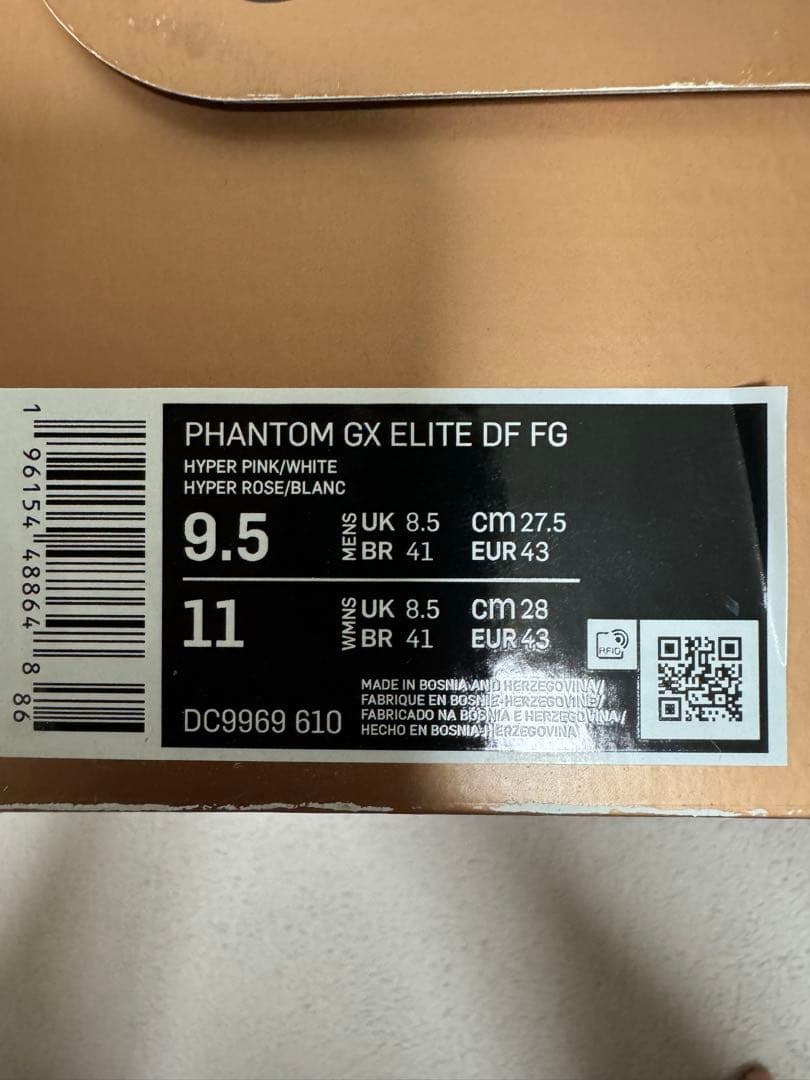 PHANTOM GX ELITE DF FG
HYPER PINK/WHITE
HYPER ROSE/BLANC
9.5 MENS UK 8.5 cm 27.5
BR 41 EUR 43
11 WMNS UK 8.5 cm 28
BR 41 EUR 43
RFID
MADE IN BOSNIA AND HERZEGOVINA/
FABRIQUE EN BOSNIE-HERZEGOVINE/
FABRICADO NA BOSNIA E HERZEGOVINA/
HECHO EN BOSNIA-HERZEGOVINA
DC9969 610
1 96154 48864 8 86